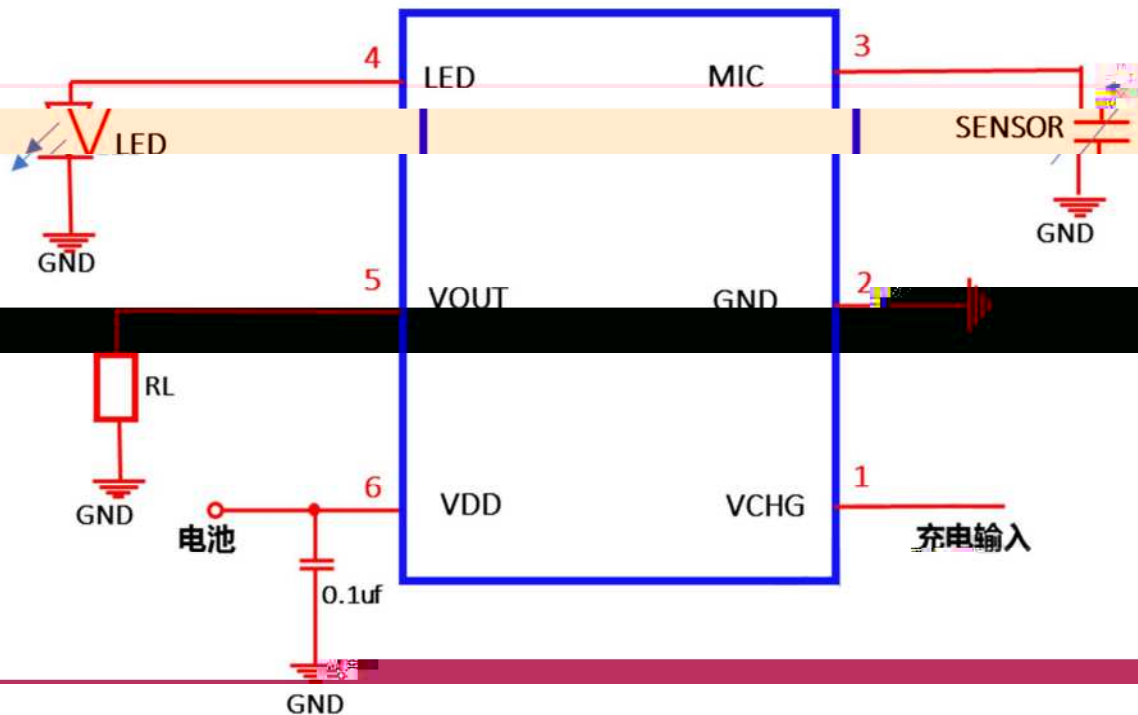 4
LED
MIC
3
LED
SENSOR
GND
GND
5
VOUT
GND
2
RL
GND
6
VDD
VCHG
1
电池
充电输入
0.1uf
GND